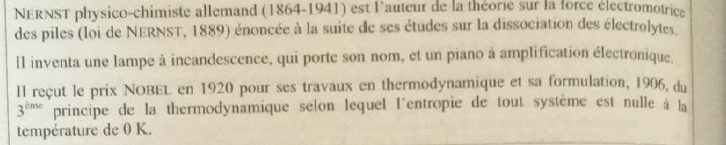 NERNST physico-chimiste allemand (1864-1941) est l'auteur de la théorie sur la force électromotrice
des piles (loi de NERNST, 1889) énoncée à la suite de ses études sur la dissociation des électrolytes.
Il inventa une lampe à incandescence, qui porte son nom, et un piano à amplification électronique.
Il reçut le prix NOBEL en 1920 pour ses travaux en thermodynamique et sa formulation, 1906, du
3ème principe de la thermodynamique selon lequel l'entropie de tout système est nulle à la
température de 0 K.